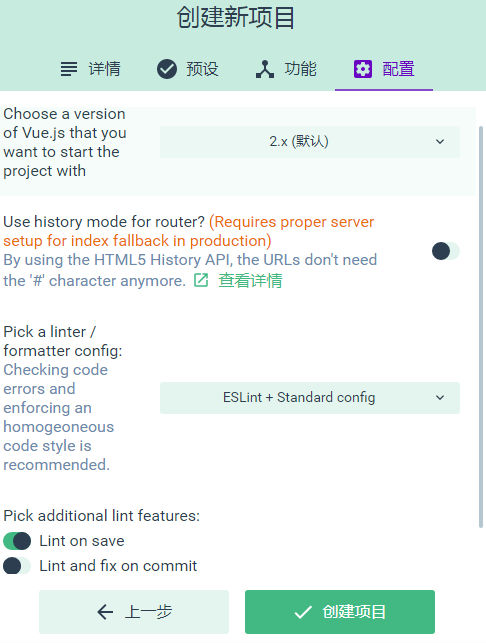 创建新项目
详情 预设 功能 配置
Choose a version
of Vue.js that you
want to start the
project with
2.x (默认)
Use history mode for router? (Requires proper server
setup for index fallback in production)
By using the HTML5 History API, the URLs don't need
the '#' character anymore. 查看详情
Pick a linter /
formatter config:
Checking code
errors and
enforcing an
homogeoneous
code style is
recommended.
ESLint + Standard config
Pick additional lint features:
Lint on save
Lint and fix on commit
上一步 创建项目